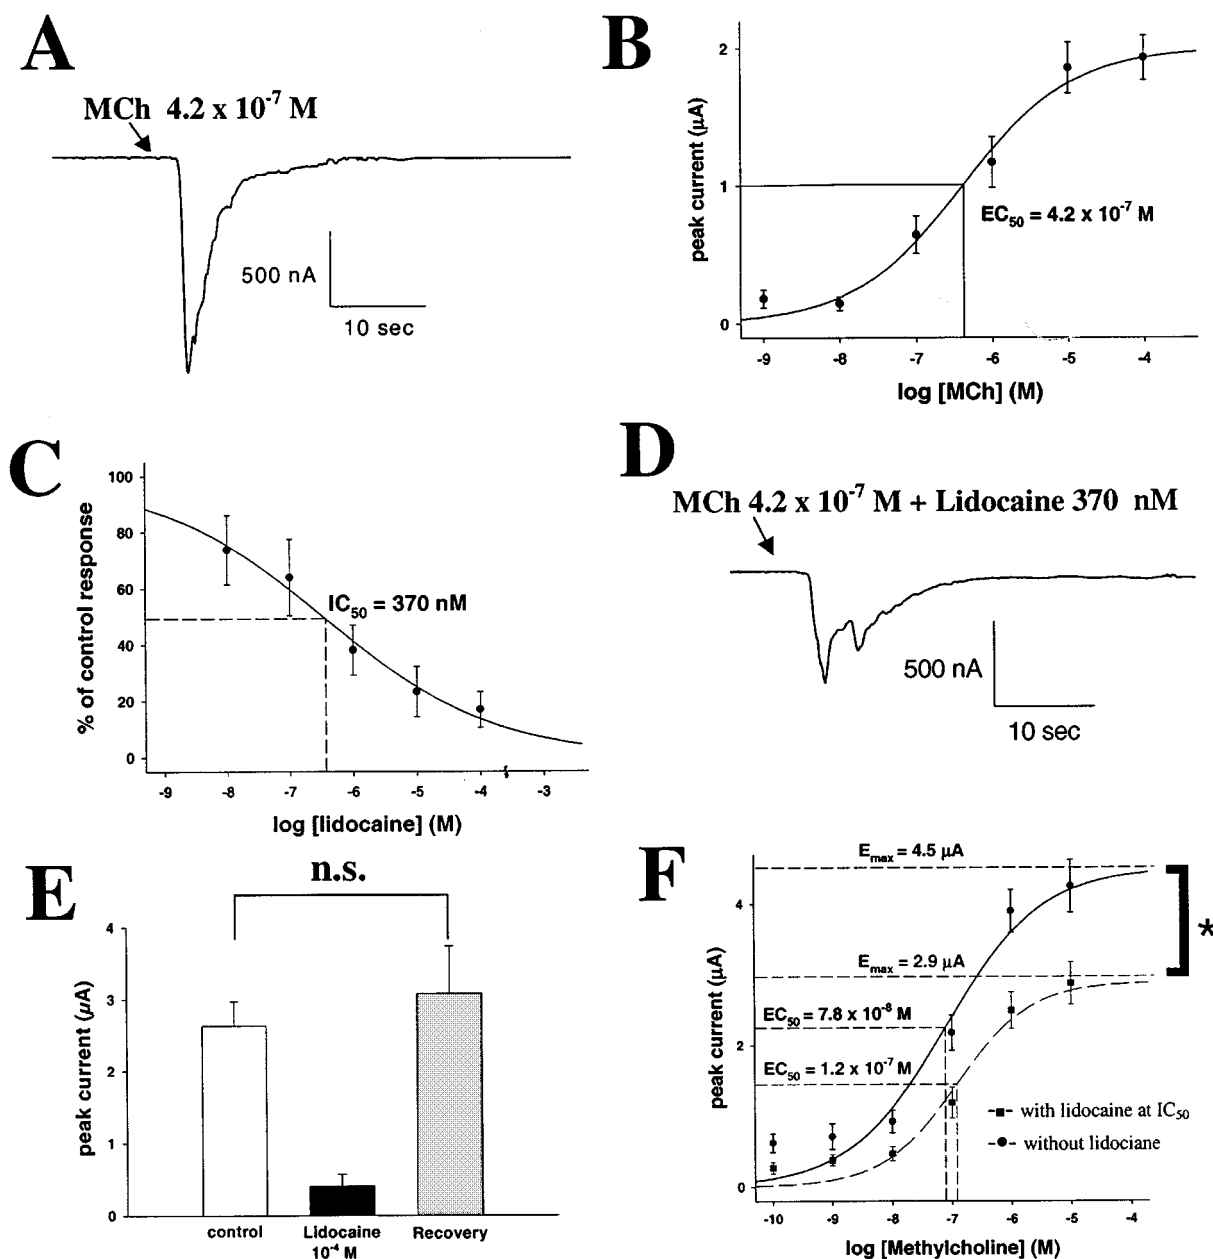 A
MCh 4.2 x 10⁻⁷ M
500 nA
10 sec
B
peak current (µA)
2
1
0
EC₅₀ = 4.2 x 10⁻⁷ M
-9 -8 -7 -6 -5 -4
log [MCh] (M)
C
% of control response
100
80
60
40
20
0
IC₅₀ = 370 nM
-9 -8 -7 -6 -5 -4 -3
log [lidocaine] (M)
D
MCh 4.2 x 10⁻⁷ M + Lidocaine 370 nM
500 nA
10 sec
E
n.s.
peak current (µA)
4
3
2
1
0
control Lidocaine Recovery
10⁻⁴ M
F
peak current (µA)
4
2
0
Eₘₐₓ = 4.5 µA
Eₘₐₓ = 2.9 µA
EC₅₀ = 7.8 x 10⁻⁸ M
EC₅₀ = 1.2 x 10⁻⁷ M
*
with lidocaine at IC₅₀
without lidociane
-10 -9 -8 -7 -6 -5 -4
log [Methylcholine] (M)